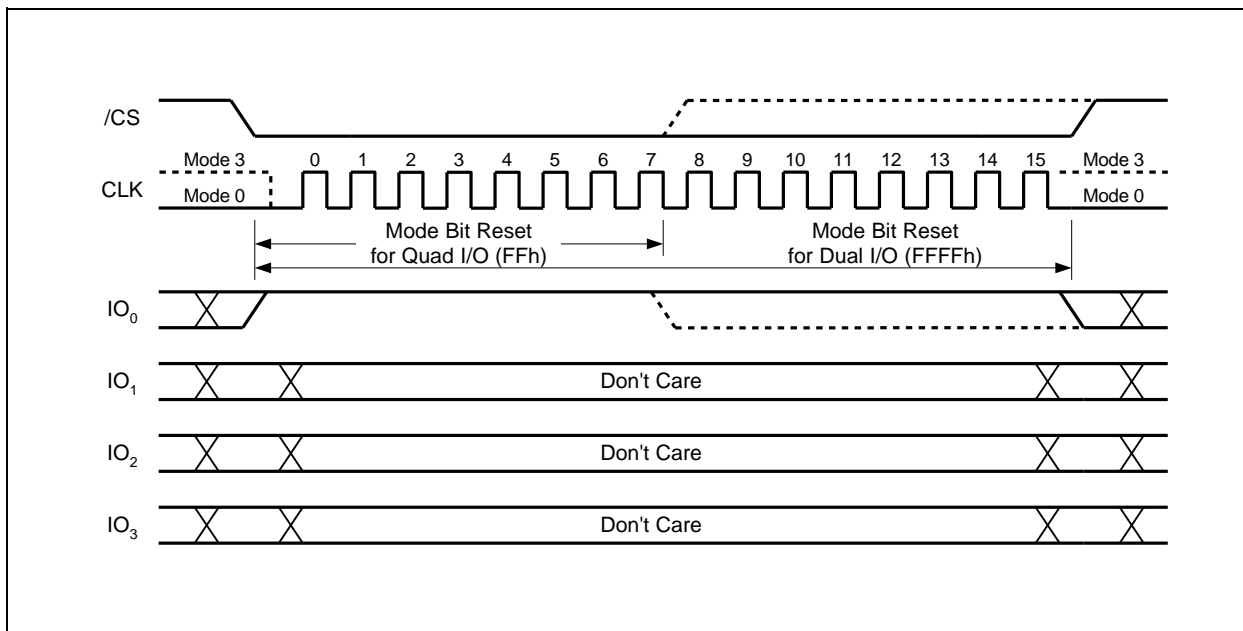 /CS
Mode 3 0 1 2 3 4 5 6 7 8 9 10 11 12 13 14 15 Mode 3
CLK
Mode 0 Mode 0
Mode Bit Reset Mode Bit Reset
for Quad I/O (FFh) for Dual I/O (FFFFh)
IO0
IO1 Don't Care
IO2 Don't Care
IO3 Don't Care